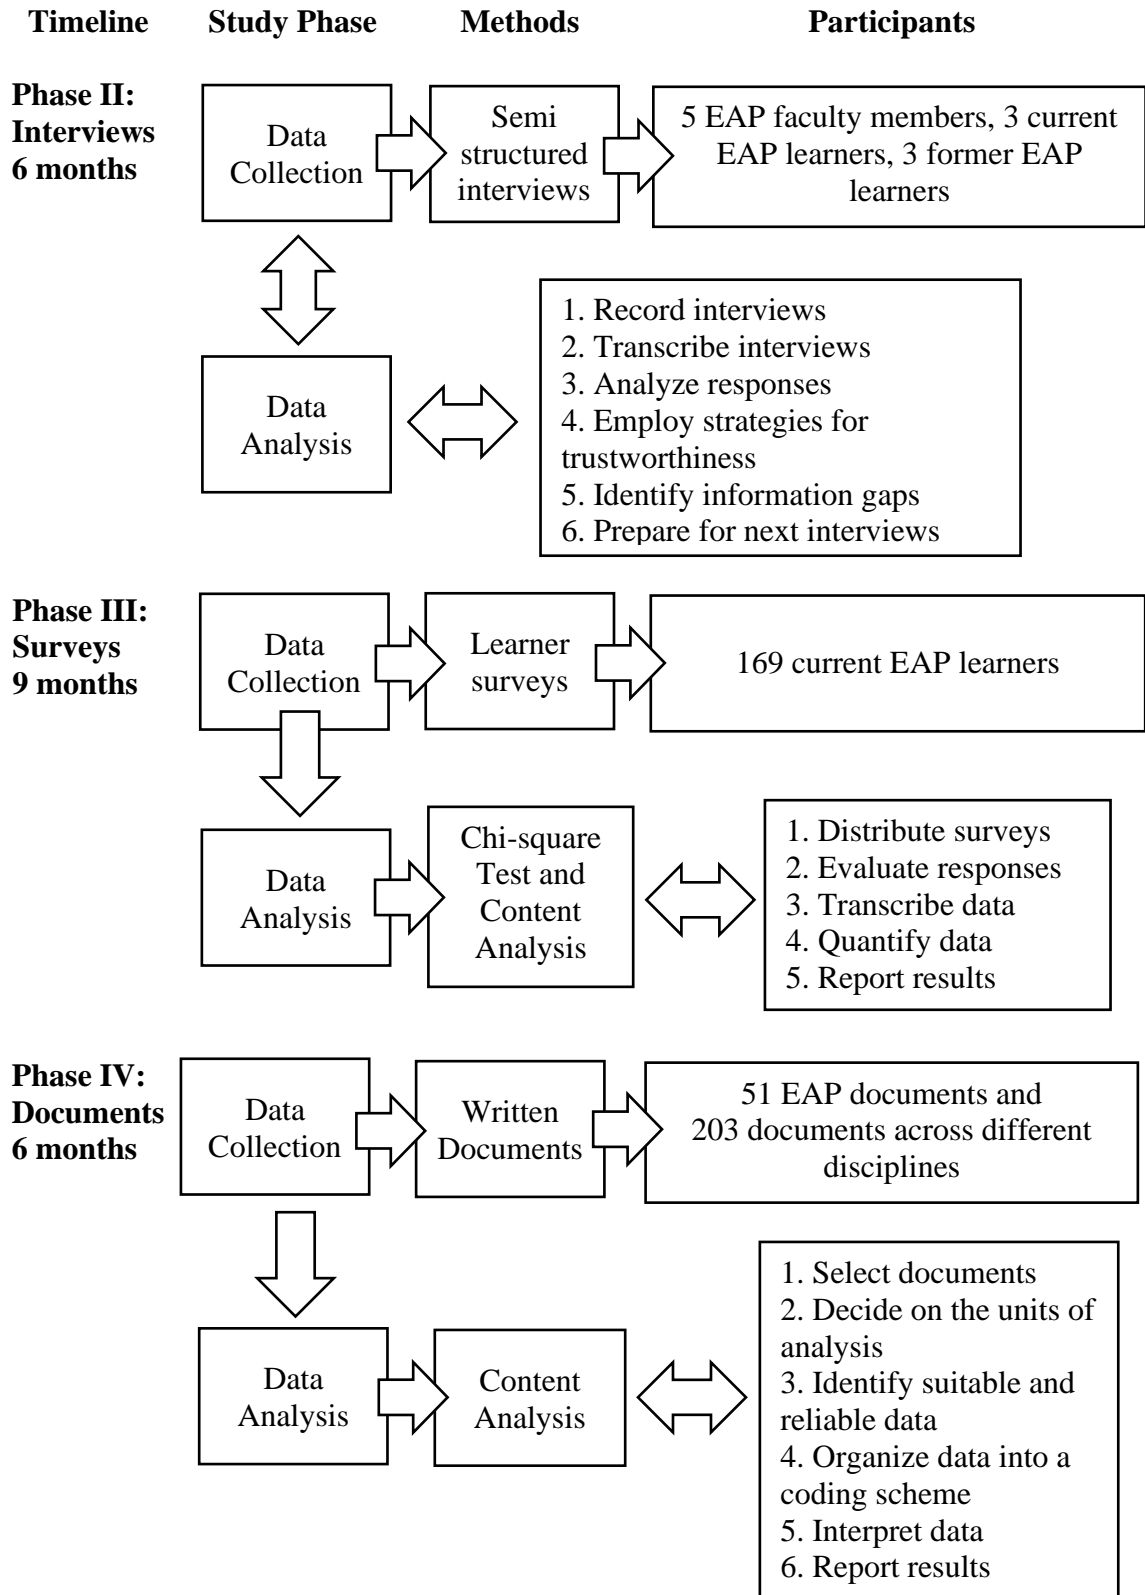 Timeline Study Phase Methods Participants
Phase II:
Interviews
6 months
Data
Collection
Semi
structured
interviews
5 EAP faculty members, 3 current
EAP learners, 3 former EAP
learners
Data
Analysis
1. Record interviews
2. Transcribe interviews
3. Analyze responses
4. Employ strategies for
trustworthiness
5. Identify information gaps
6. Prepare for next interviews
Phase III:
Surveys
9 months
Data
Collection
Learner
surveys
169 current EAP learners
Data
Analysis
Chi-square
Test and
Content
Analysis
1. Distribute surveys
2. Evaluate responses
3. Transcribe data
4. Quantify data
5. Report results
Phase IV:
Documents
6 months
Data
Collection
Written
Documents
51 EAP documents and
203 documents across different
disciplines
Data
Analysis
Content
Analysis
1. Select documents
2. Decide on the units of
analysis
3. Identify suitable and
reliable data
4. Organize data into a
coding scheme
5. Interpret data
6. Report results